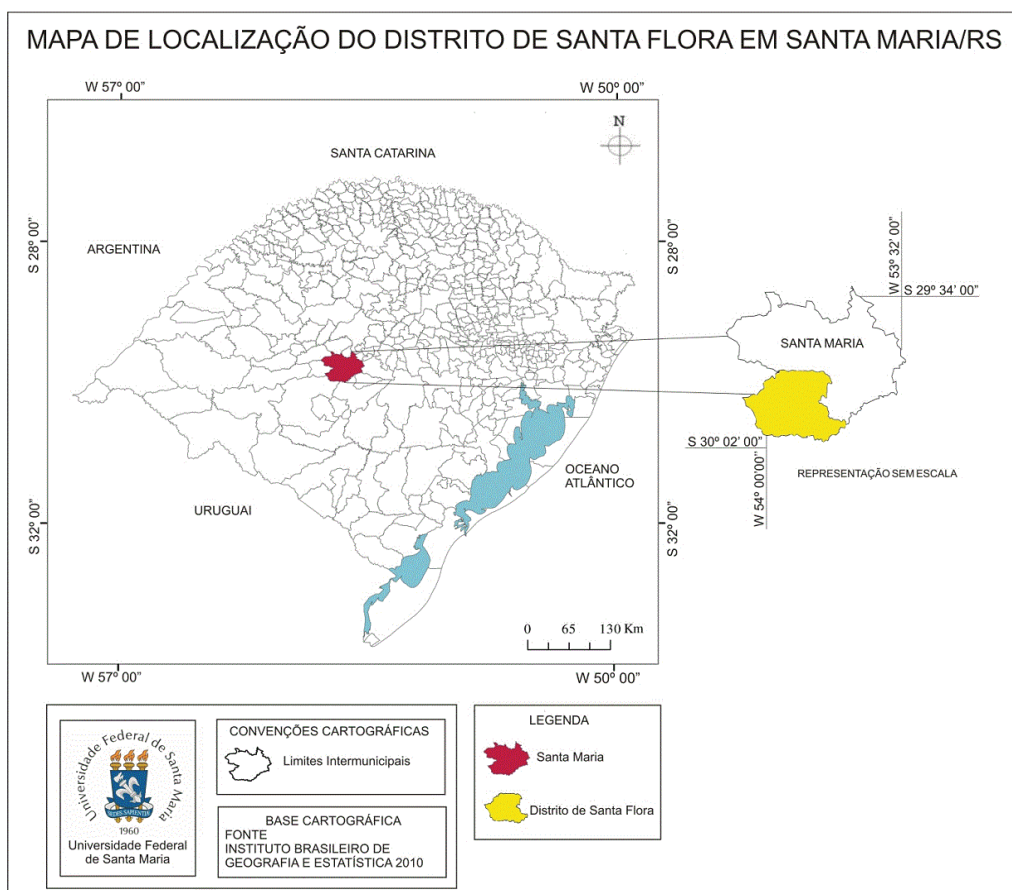 MAPA DE LOCALIZAÇÃO DO DISTRITO DE SANTA FLORA EM SANTA MARIA/RS
W 57º 00”
W 50º 00”
N
SANTA CATARINA
ARGENTINA
S 28º 00”
S 28º 00”
W 53º 32’ 00”
S 29º 34’ 00”
SANTA MARIA
S 30º 02’ 00”
W 54º 00'00"
REPRESENTAÇÃO SEM ESCALA
OCEANO
ATLÂNTICO
URUGUAI
S 32º 00”
S 32º 00”
0 65 130 Km
W 57º 00”
W 50º 00”
Universidade Federal de Santa Maria
SEDES SAPIENTIAE
1960
Universidade Federal
de Santa Maria
CONVENÇÕES CARTOGRÁFICAS
Limites Intermunicipais
BASE CARTOGRÁFICA
FONTE
INSTITUTO BRASILEIRO DE
GEOGRAFIA E ESTATÍSTICA 2010
LEGENDA
Santa Maria
Distrito de Santa Flora